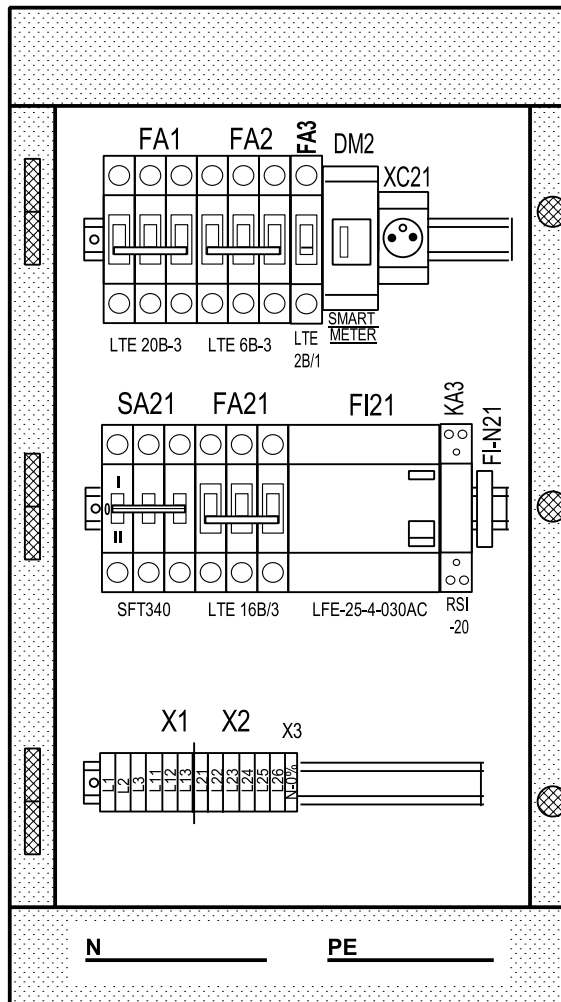 FA1 FA2 FA3 DM2 XC21
LTE 20B-3 LTE 6B-3 LTE 2B/1 SMART METER
SA21 FA21 FI21 KA3 FI-N21
I
0
II
SFT340 LTE 16B/3 LFE-25-4-030AC RSI -20
X1 X2 X3
L1 L2 L3 L11 L12 L13 L21 L22 L23 L24 L25 L26 N-0%
N PE